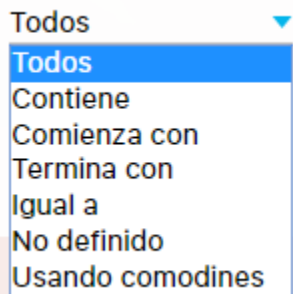 Todos
Todos
Contiene
Comienza con
Termina con
Igual a
No definido
Usando comodines